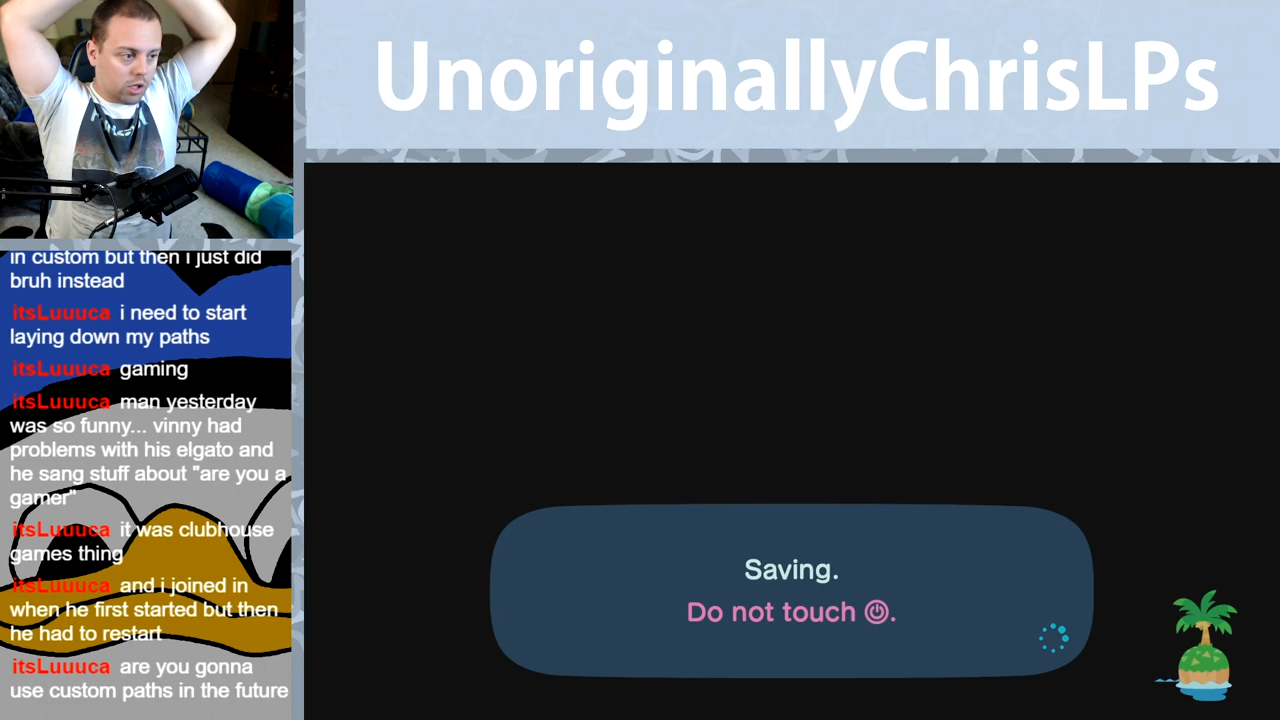 UnoriginallyChrisLPs
in custom but then i just did
bruh instead
itsLuuuca i need to start
laying down my paths
itsLuuuca gaming
itsLuuuca man yesterday
was so funny... vinny had
problems with his elgato and
he sang stuff about "are you a
gamer"
itsLuuuca it was clubhouse
games thing
itsLuuuca and i joined in
when he first started but then
he had to restart
itsLuuuca are you gonna
use custom paths in the future
Saving.
Do not touch ⏻.